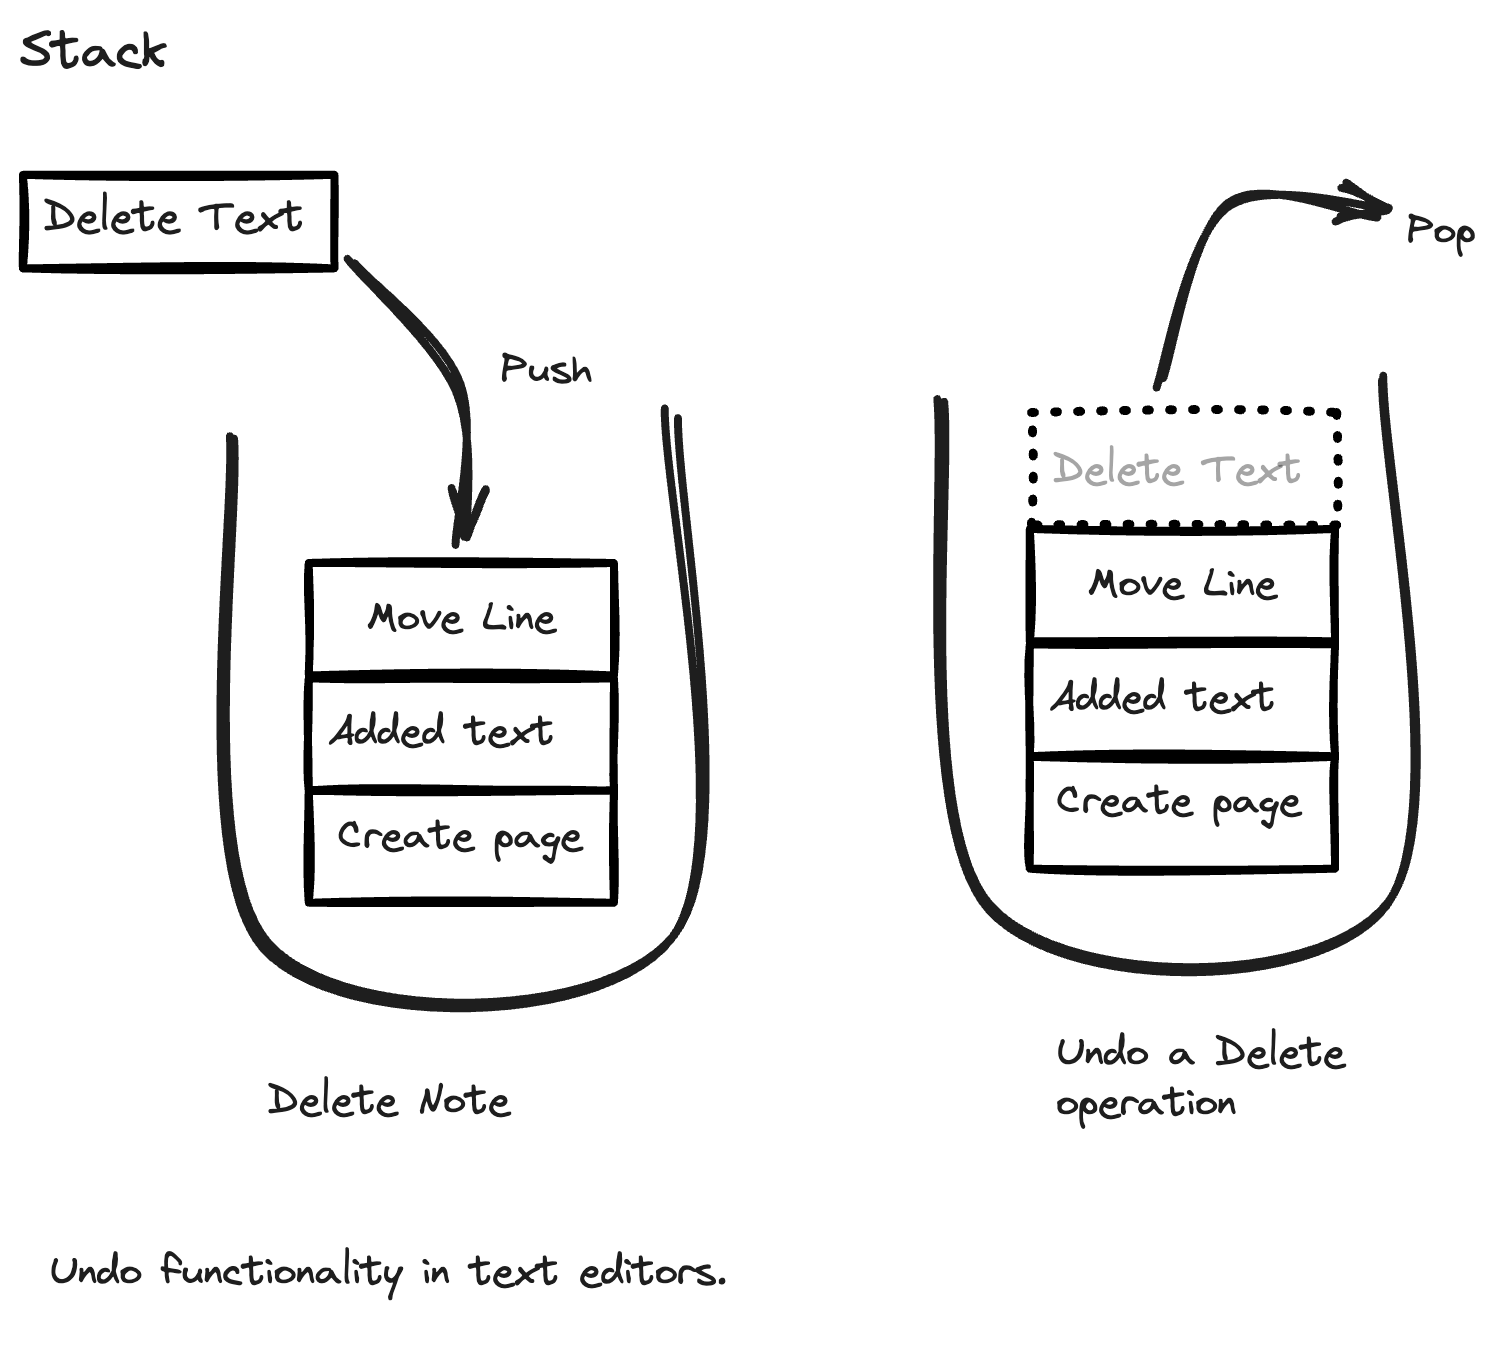 Stack
Delete Text
Push
Move Line
Added text
Create page
Delete Note
Pop
Delete Text
Move Line
Added text
Create page
Undo a Delete
operation
Undo functionality in text editors.